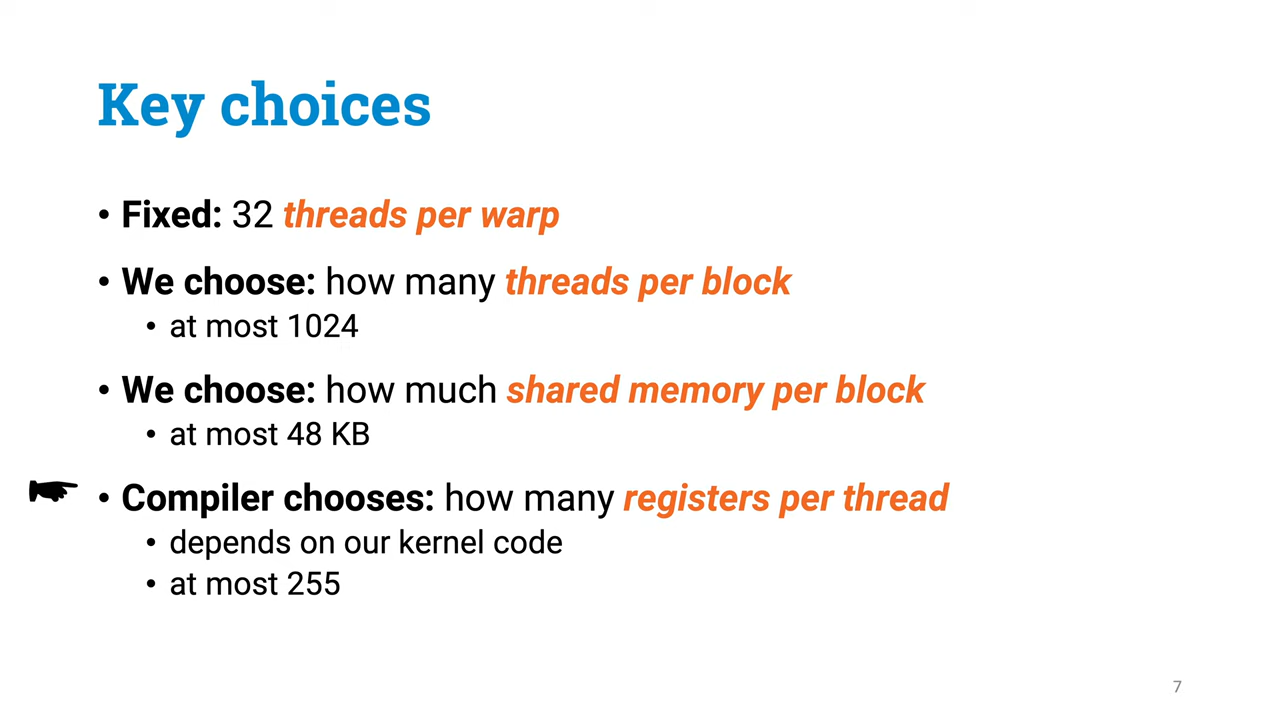 Key choices
• Fixed: 32 threads per warp
• We choose: how many threads per block
• at most 1024
• We choose: how much shared memory per block
• at most 48 KB
• Compiler chooses: how many registers per thread
• depends on our kernel code
• at most 255
7